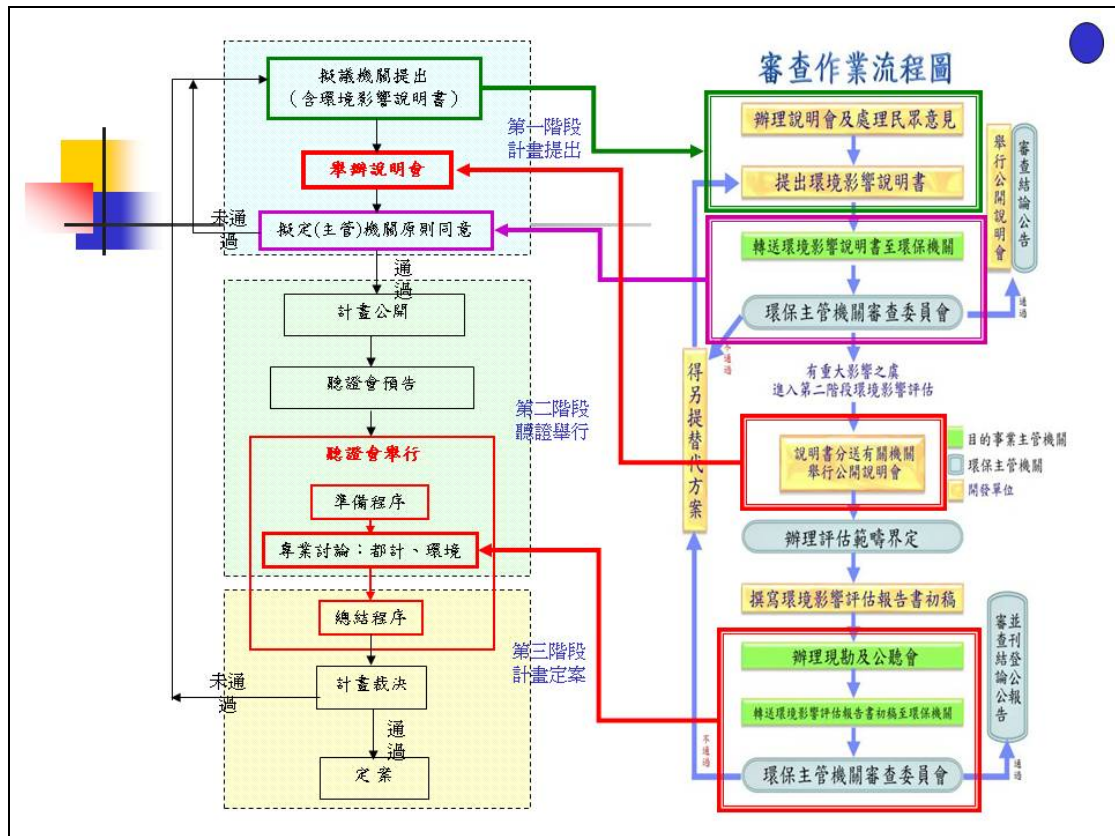 擬議機關提出
(含環境影響說明書)
第一階段
計畫提出
舉辦說明會
未通
過
擬定(主管)機關原則同意
通
過
計畫公開
聽證會預告
第二階段
聽證舉行
聽證會舉行
準備程序
專業討論：都計、環境
總結程序
第三階段
計畫定案
未通
過
計畫裁決
通
過
定案
審查作業流程圖
辦理說明會及處理民眾意見
提出環境影響說明書
舉行公開說明會
審查結論公告
轉送環境影響說明書至環保機關
環保主管機關審查委員會
通過
不通過
得另提替代方案
有重大影響之虞
進入第二階段環境影響評估
說明書分送有關機關
舉行公開說明會
目的事業主管機關
環保主管機關
開發單位
辦理評估範疇界定
撰寫環境影響評估報告書初稿
辦理現勘及公聽會
轉送環境影響評估報告書初稿至環保機關
環保主管機關審查委員會
不通過
通過
審查結論公告
並刊登公報